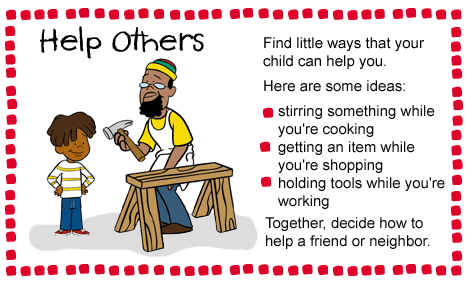 Help Others
Find little ways that your
child can help you.
Here are some ideas:
stirring something while
you're cooking
getting an item while
you're shopping
holding tools while you're
working
Together, decide how to
help a friend or neighbor.